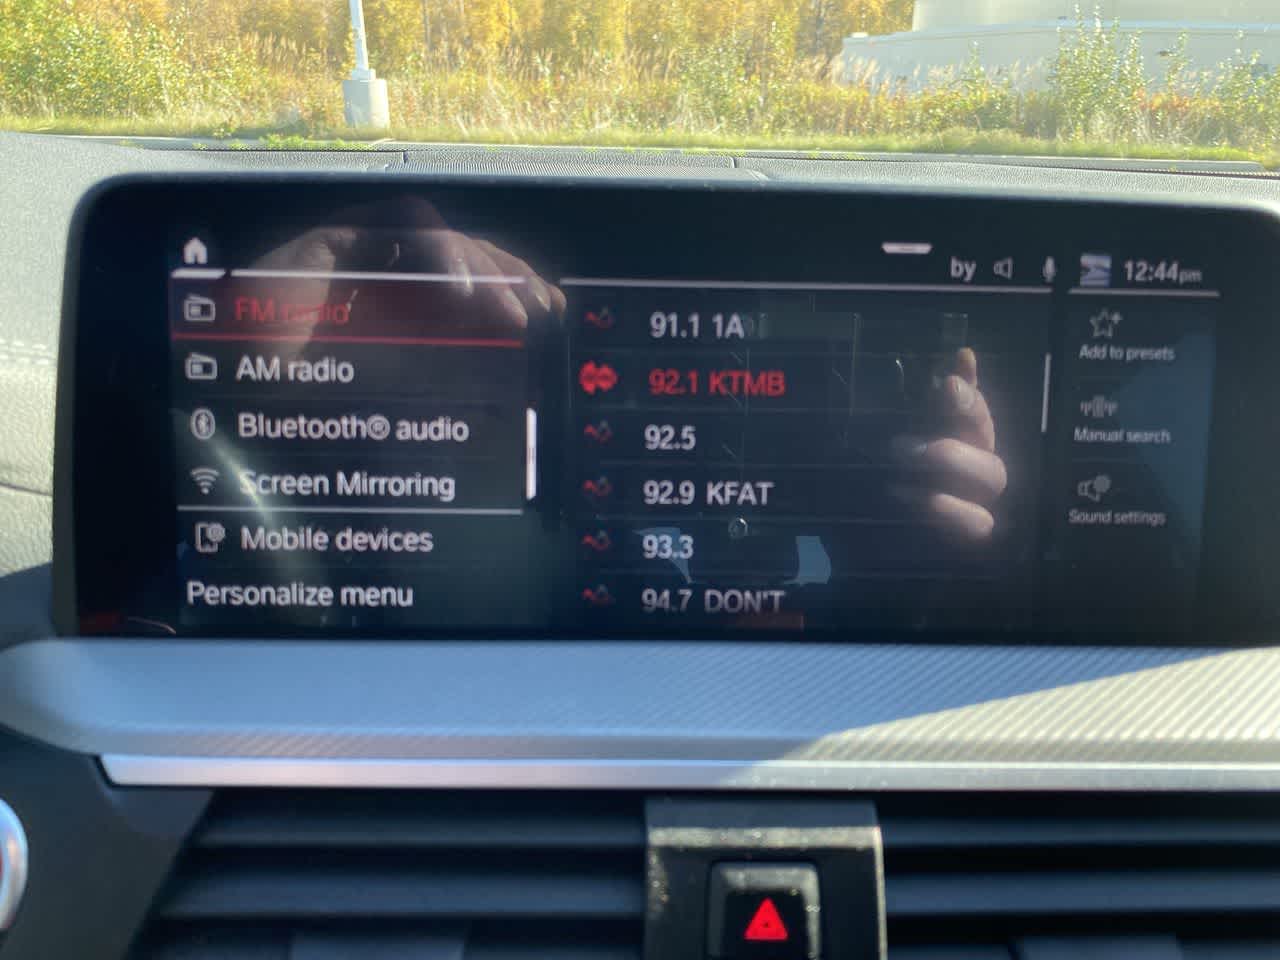 by
12:44pm
FM radio
AM radio
Bluetooth® audio
Screen Mirroring
Mobile devices
Personalize menu
91.1 1A
92.1 KTMB
92.5
92.9 KFAT
93.3
94.7 DON'T
Add to presets
Manual search
Sound settings